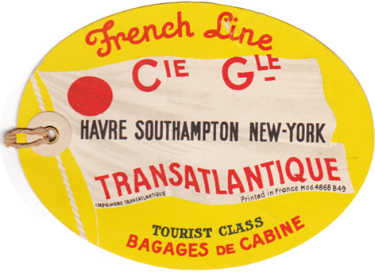 French Line
CIE GLE
HAVRE SOUTHAMPTON NEW-YORK
TRANSATLANTIQUE
IMPRIMERIE TRANSATLANTIQUE
Printed in France Mod. 4868 B49
TOURIST CLASS
BAGAGES DE CABINE